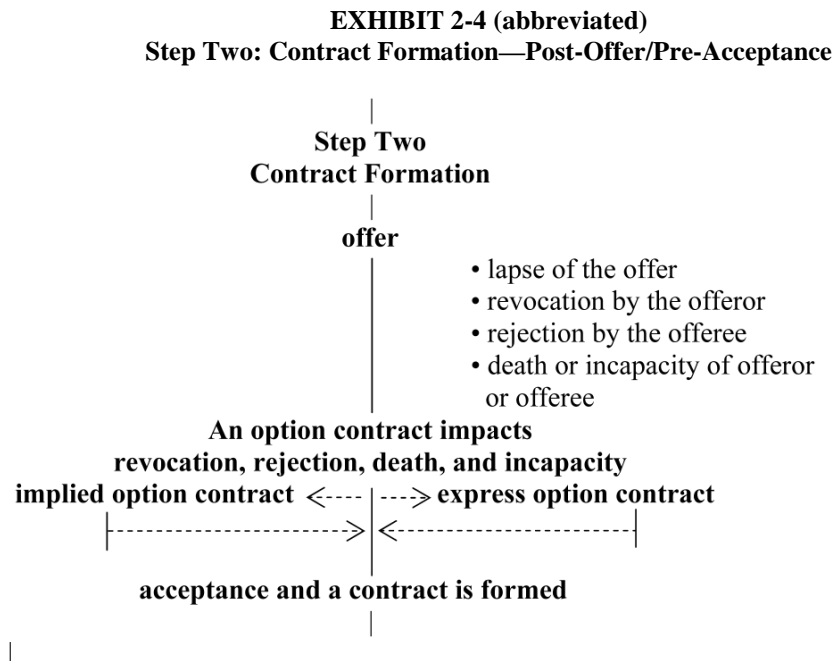 EXHIBIT 2-4 (abbreviated)
Step Two: Contract Formation—Post-Offer/Pre-Acceptance
Step Two
Contract Formation
offer
• lapse of the offer
• revocation by the offeror
• rejection by the offeree
• death or incapacity of offeror
or offeree
An option contract impacts
revocation, rejection, death, and incapacity
implied option contract express option contract
acceptance and a contract is formed